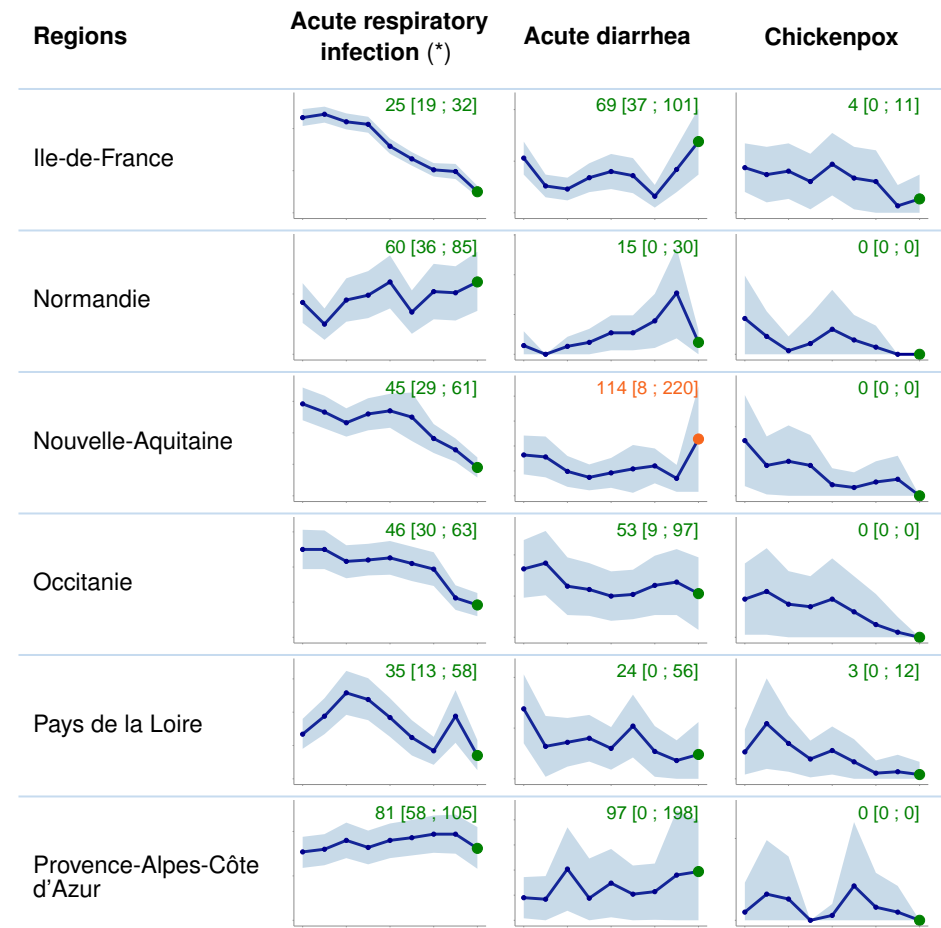 Regions
Acute respiratory
infection (*)
Acute diarrhea
Chickenpox
Ile-de-France
25 [19 ; 32]
69 [37 ; 101]
4 [0 ; 11]
Normandie
60 [36 ; 85]
15 [0 ; 30]
0 [0 ; 0]
Nouvelle-Aquitaine
45 [29 ; 61]
114 [8 ; 220]
0 [0 ; 0]
Occitanie
46 [30 ; 63]
53 [9 ; 97]
0 [0 ; 0]
Pays de la Loire
35 [13 ; 58]
24 [0 ; 56]
3 [0 ; 12]
Provence-Alpes-Côte
d'Azur
81 [58 ; 105]
97 [0 ; 198]
0 [0 ; 0]